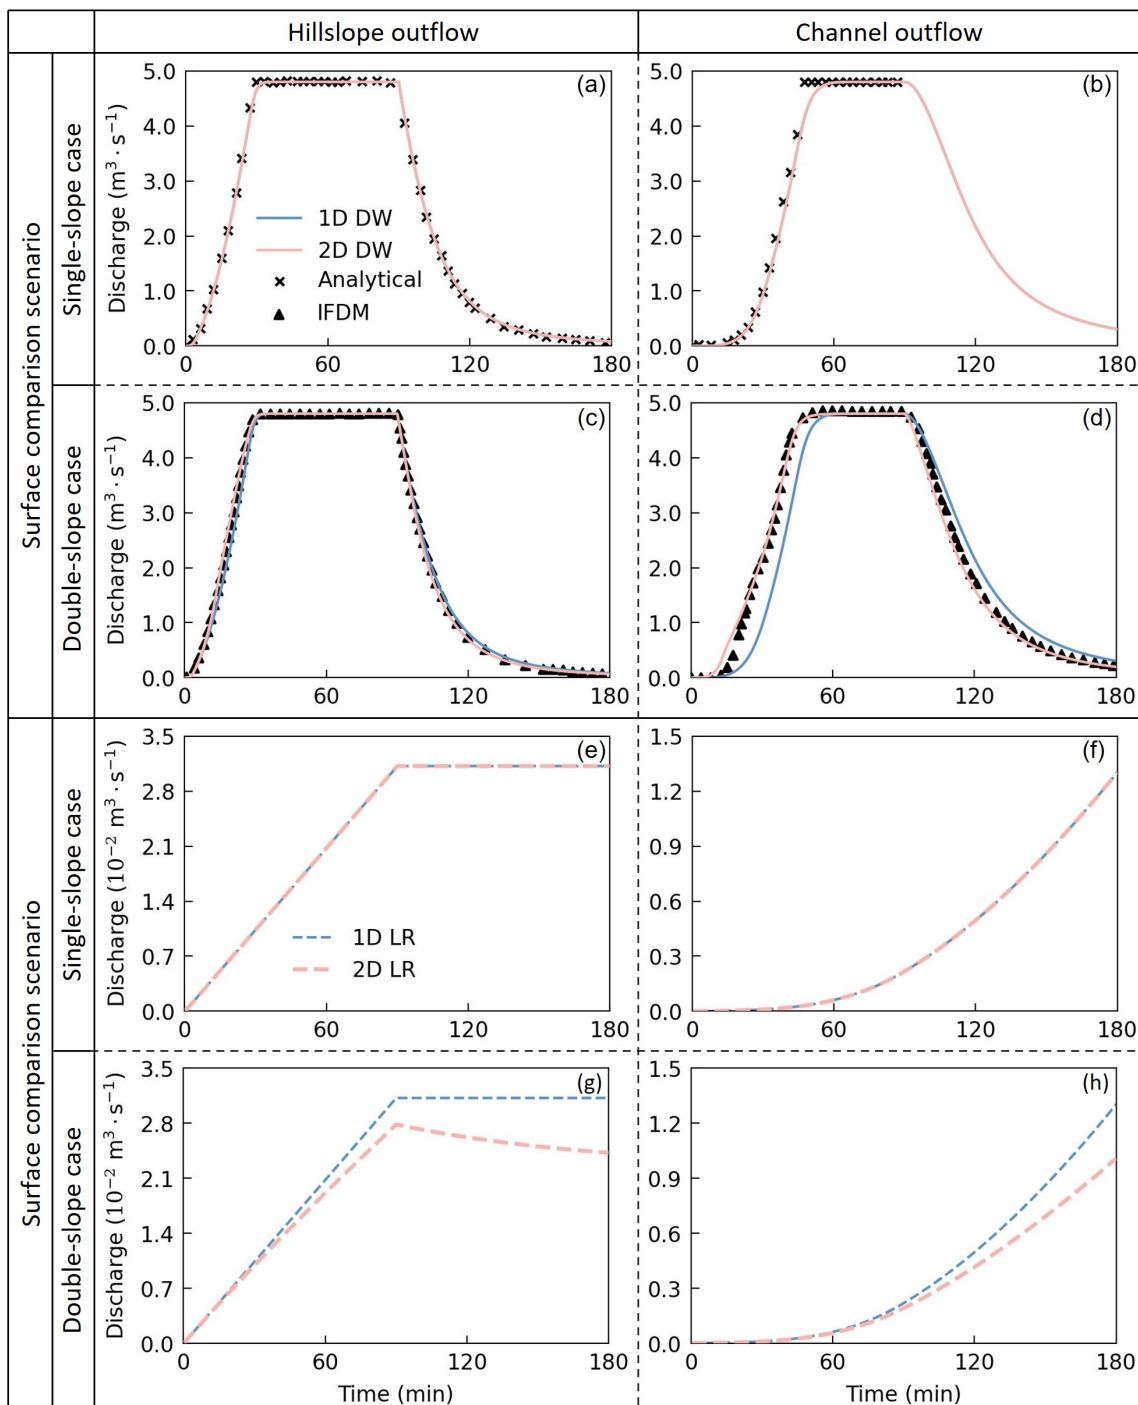 Hillslope outflow
Channel outflow
Surface comparison scenario
Single-slope case
Discharge (m³ · s⁻¹)
5.0
4.0
3.0
2.0
1.0
0.0
0
60
120
180
(a)
1D DW
2D DW
Analytical
IFDM
5.0
4.0
3.0
2.0
1.0
0.0
0
60
120
180
(b)
Double-slope case
Discharge (m³ · s⁻¹)
5.0
4.0
3.0
2.0
1.0
0.0
0
60
120
180
(c)
5.0
4.0
3.0
2.0
1.0
0.0
0
60
120
180
(d)
Surface comparison scenario
Single-slope case
Discharge (10⁻² m³ · s⁻¹)
3.5
2.8
2.1
1.4
0.7
0.0
0
60
120
180
(e)
1D LR
2D LR
1.5
1.2
0.9
0.6
0.3
0.0
0
60
120
180
(f)
Double-slope case
Discharge (10⁻² m³ · s⁻¹)
3.5
2.8
2.1
1.4
0.7
0.0
0
60
120
180
(g)
Time (min)
1.5
1.2
0.9
0.6
0.3
0.0
0
60
120
180
(h)
Time (min)